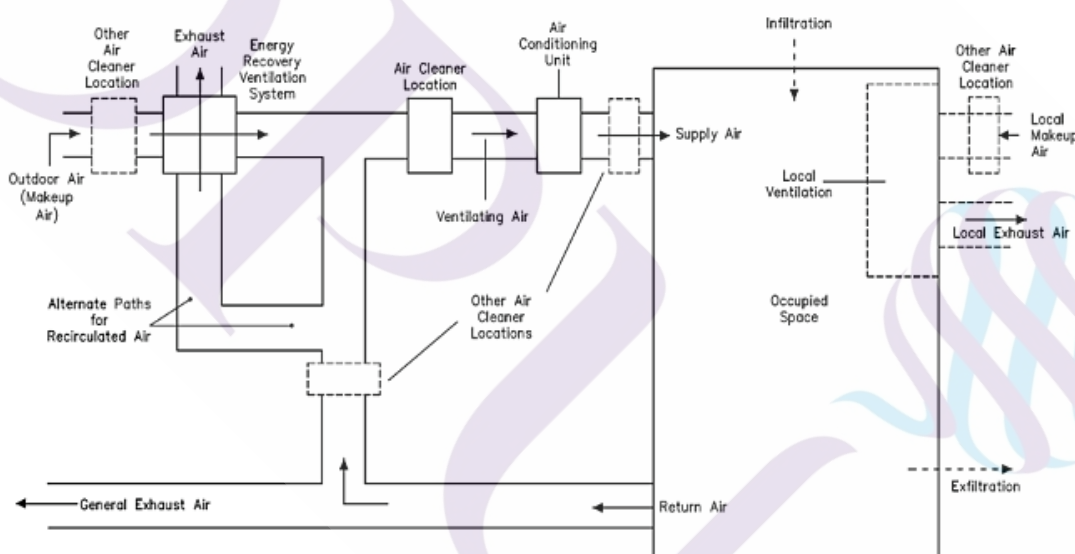 Other
Air
Cleaner
Location
Exhaust
Air
Energy
Recovery
Ventilation
System
Air Cleaner
Location
Air
Conditioning
Unit
Infiltration
Other Air
Cleaner
Location
Supply Air
Local
Makeup
Air
Outdoor Air
(Makeup
Air)
Ventilating Air
Local
Ventilation
Local Exhaust Air
Alternate Paths
for
Recirculated Air
Other Air
Cleaner
Locations
Occupied
Space
Exfiltration
General Exhaust Air
Return Air